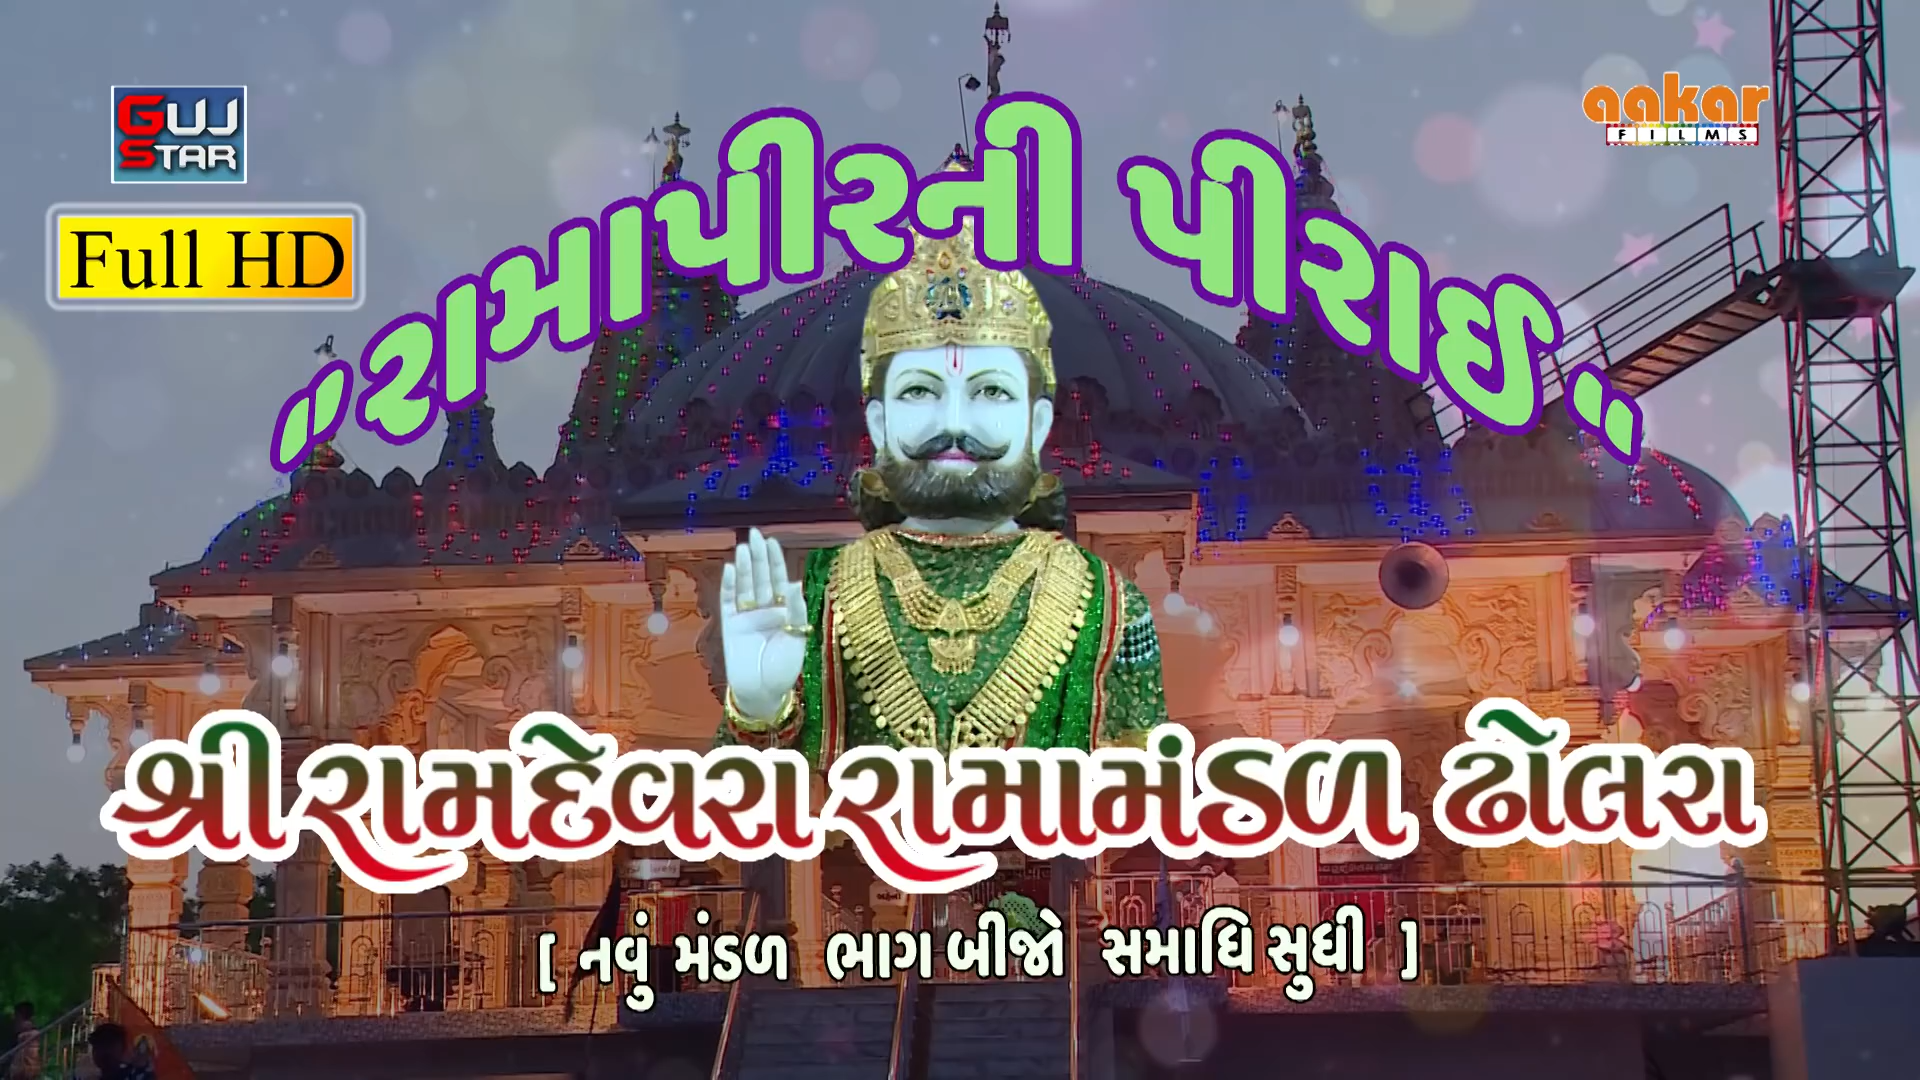 GUJ
STAR
aakar
FILMS
Full HD
"રામાપીરની પીરાઈ"
શ્રી રામદેવરા રામામંડળ ઢોલરા
[ નવું મંડળ ભાગ બીજો સમાધિ સુધી ]